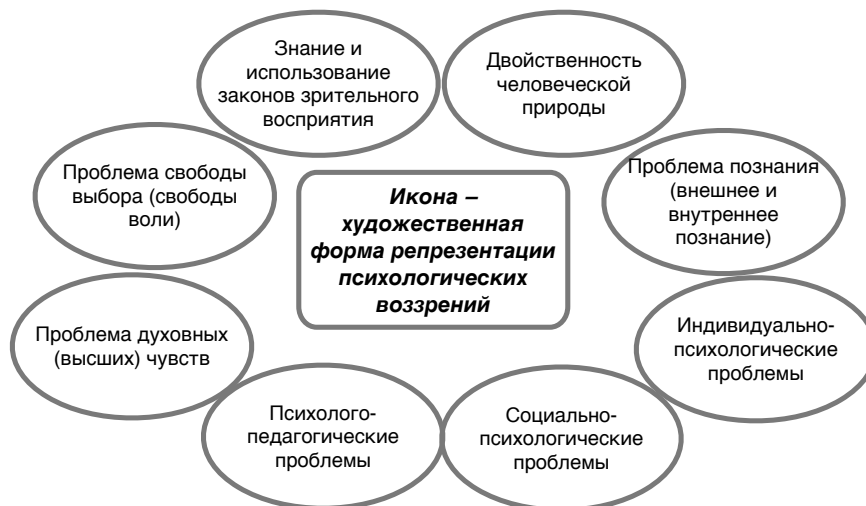 Знание и
использование
законов зрительного
восприятия
Двойственность
человеческой
природы
Проблема свободы
выбора (свободы
воли)
Икона –
художественная
форма репрезентации
психологических
воззрений
Проблема познания
(внешнее и
внутреннее
познание)
Проблема духовных
(высших) чувств
Индивидуально-
психологические
проблемы
Психолого-
педагогические
проблемы
Социально-
психологические
проблемы